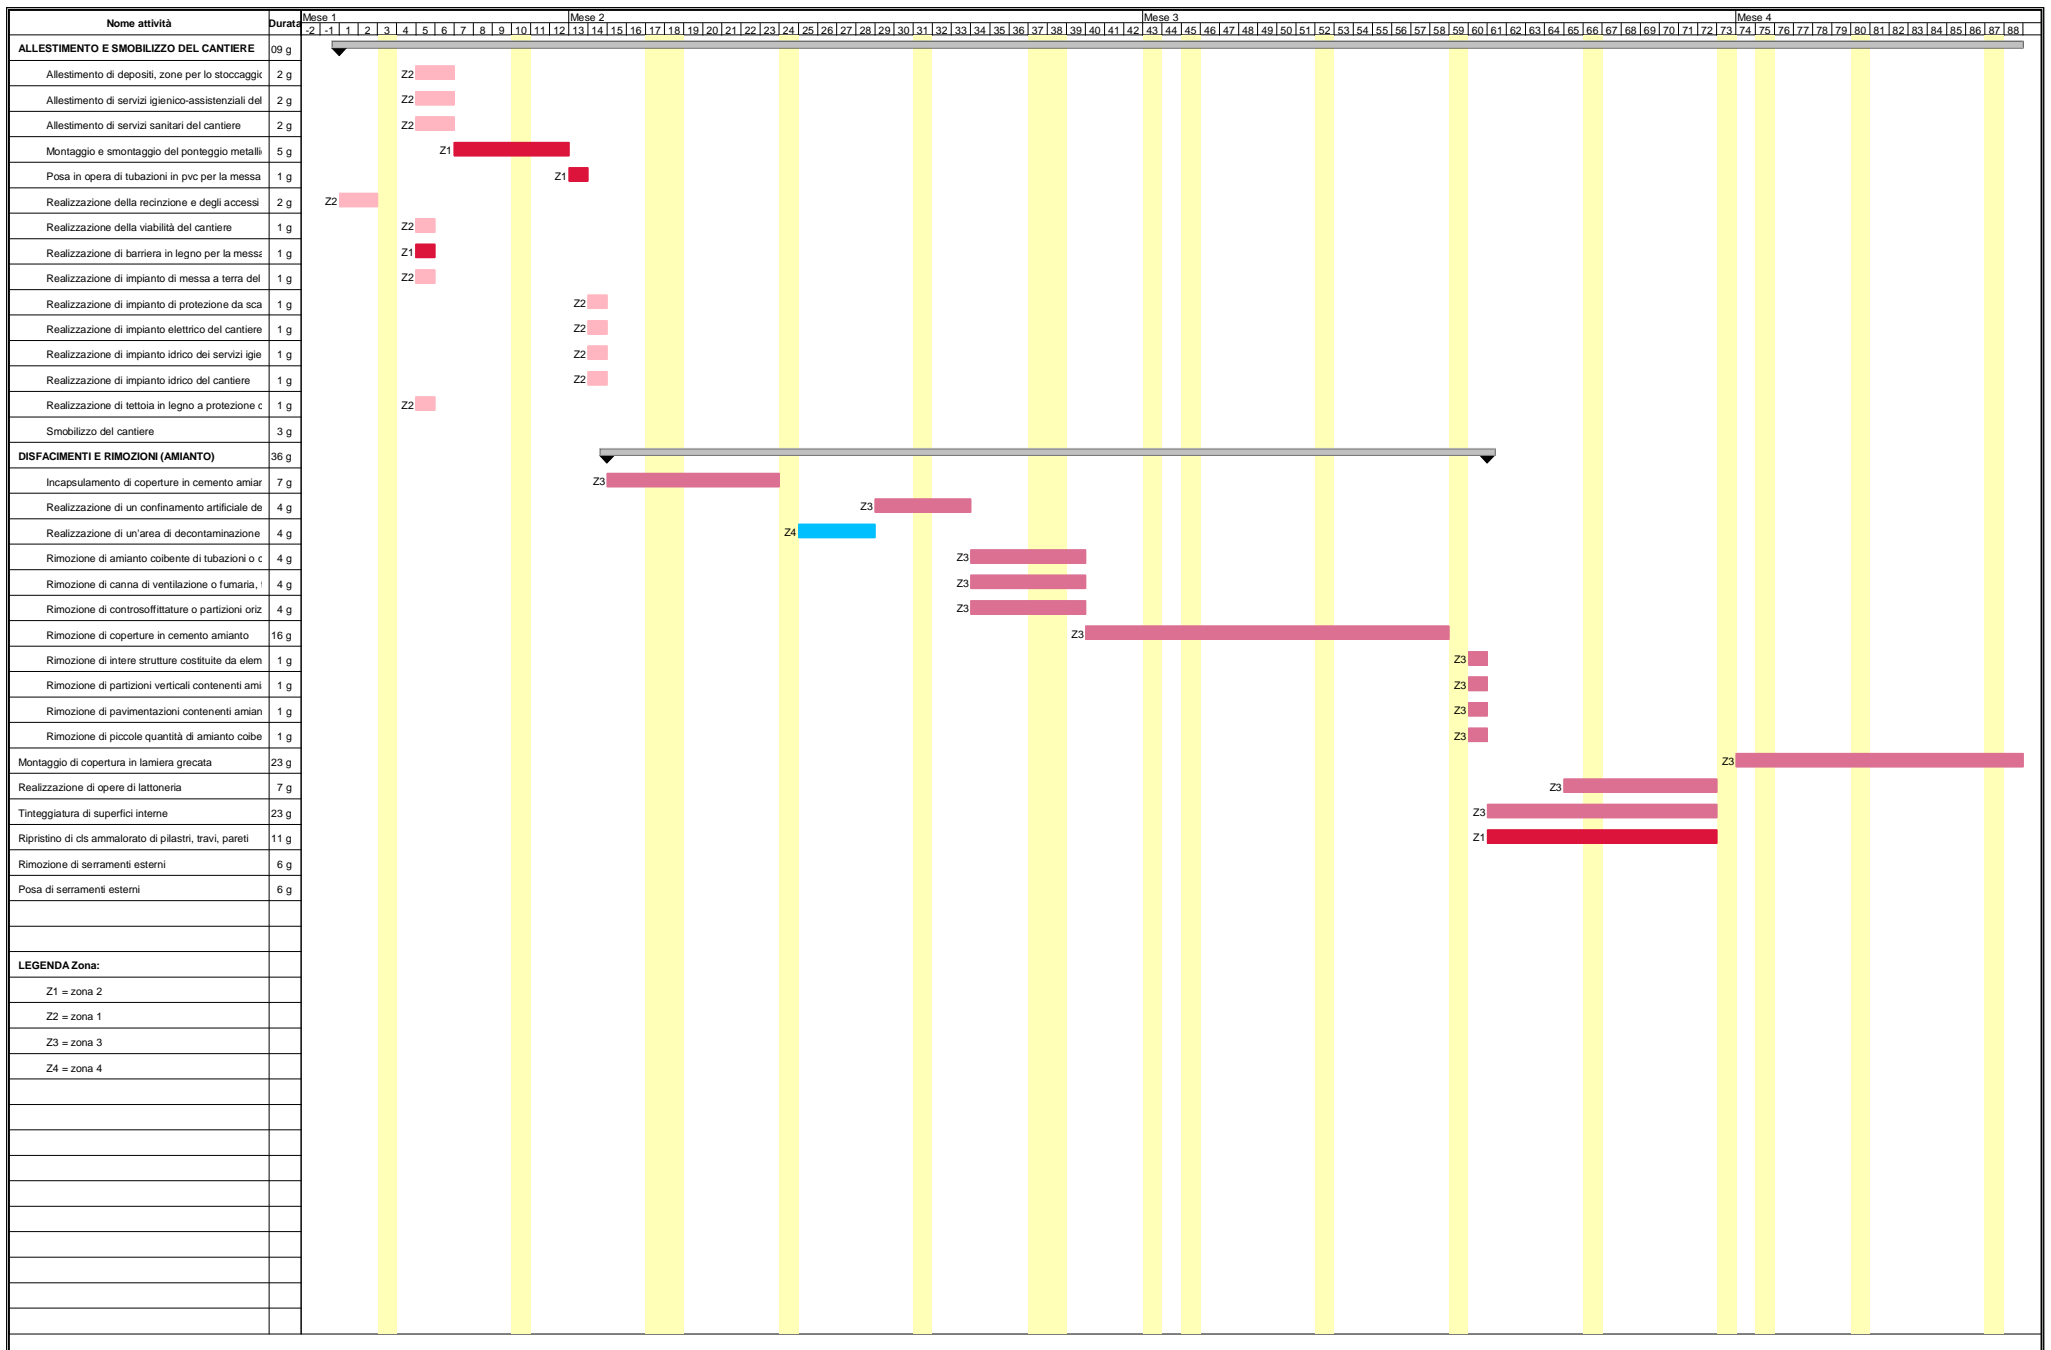 Nome attività Durata Mese 1 Mese 2 Mese 3 Mese 4
-2 -1 1 2 3 4 5 6 7 8 9 10 11 12 13 14 15 16 17 18 19 20 21 22 23 24 25 26 27 28 29 30 31 32 33 34 35 36 37 38 39 40 41 42 43 44 45 46 47 48 49 50 51 52 53 54 55 56 57 58 59 60 61 62 63 64 65 66 67 68 69 70 71 72 73 74 75 76 77 78 79 80 81 82 83 84 85 86 87 88
ALLESTIMENTO E SMOBILIZZO DEL CANTIERE 09 g
Allestimento di depositi, zone per lo stoccaggio 2 g Z2
Allestimento di servizi igienico-assistenziali del 2 g Z2
Allestimento di servizi sanitari del cantiere 2 g Z2
Montaggio e smontaggio del ponteggio metalli 5 g Z1
Posa in opera di tubazioni in pvc per la messa 1 g Z1
Realizzazione della recinzione e degli accessi 2 g Z2
Realizzazione della viabilità del cantiere 1 g Z2
Realizzazione di barriera in legno per la messa 1 g Z1
Realizzazione di impianto di messa a terra del 1 g Z2
Realizzazione di impianto di protezione da sca 1 g Z2
Realizzazione di impianto elettrico del cantiere 1 g Z2
Realizzazione di impianto idrico dei servizi igie 1 g Z2
Realizzazione di impianto idrico del cantiere 1 g Z2
Realizzazione di tettoia in legno a protezione d 1 g Z2
Smobilizzo del cantiere 3 g
DISFACIMENTI E RIMOZIONI (AMIANTO) 36 g
Incapsulamento di coperture in cemento amian 7 g Z3
Realizzazione di un confinamento artificiale de 4 g Z3
Realizzazione di un'area di decontaminazione 4 g Z4
Rimozione di amianto coibente di tubazioni o c 4 g Z3
Rimozione di canna di ventilazione o fumaria, 4 g Z3
Rimozione di controsoffittature o partizioni oriz 4 g Z3
Rimozione di coperture in cemento amianto 16 g Z3
Rimozione di intere strutture costituite da elem 1 g Z3
Rimozione di partizioni verticali contenenti ami 1 g Z3
Rimozione di pavimentazioni contenenti amian 1 g Z3
Rimozione di piccole quantità di amianto coibe 1 g Z3
Montaggio di copertura in lamiera grecata 23 g Z3
Realizzazione di opere di lattoneria 7 g Z3
Tinteggiatura di superfici interne 23 g Z3
Ripristino di cls ammalorato di pilastri, travi, pareti 11 g Z1
Rimozione di serramenti esterni 6 g
Posa di serramenti esterni 6 g
LEGENDA Zona:
Z1 = zona 2
Z2 = zona 1
Z3 = zona 3
Z4 = zona 4